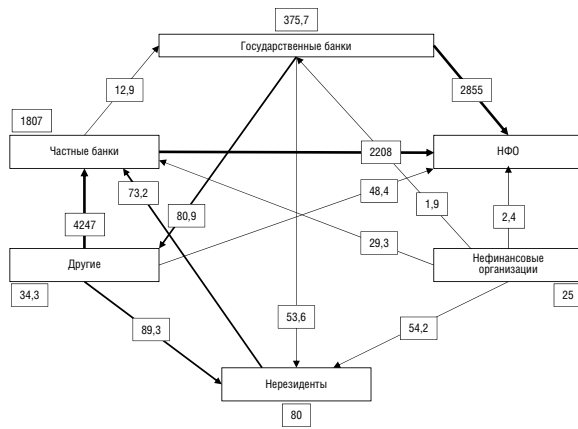 375,7
Государственные банки
12,9
2855
1807
Частные банки
2208
НФО
73,2
48,4
4247
80,9
1,9
2,4
29,3
Другие
Нефинансовые
организации
34,3
25
53,6
89,3
54,2
Нерезиденты
80